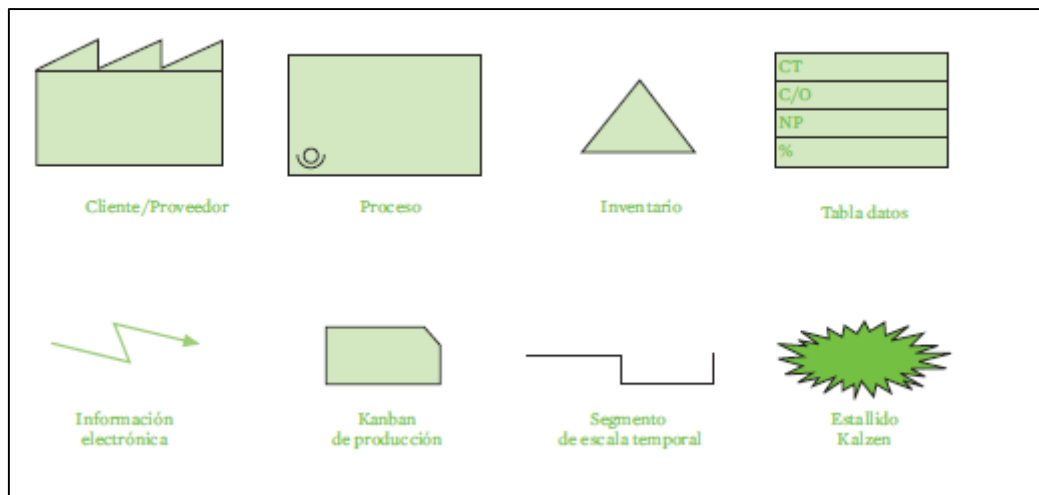 CT
C/O
NP
%
Cliente/Proveedor
Proceso
Inventario
Tabla datos
Información
electrónica
Kanban
de producción
Segmento
de escala temporal
Estallido
Kalzen